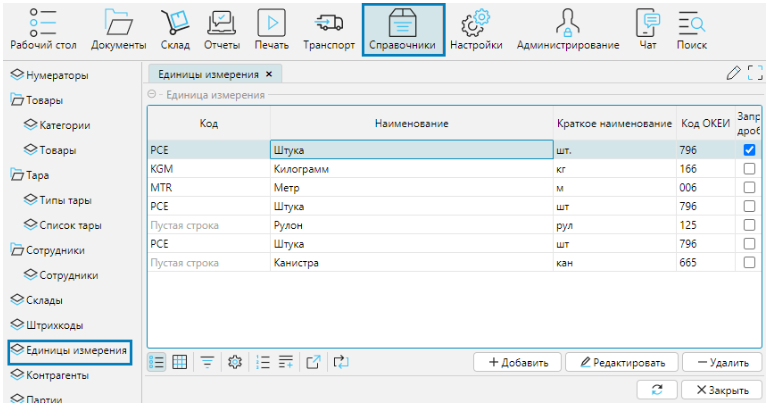 Рабочий стол Документы Склад Отчеты Печать Транспорт Справочники Настройки Администрирование Чат Поиск
Нумераторы
Товары
Категории
Товары
Тара
Типы тары
Список тары
Сотрудники
Сотрудники
Склады
Штрихкоды
Единицы измерения
Контрагенты
Партии
Единицы измерения ×
Единица измерения
Код Наименование Краткое наименование Код ОКЕИ Запр
дроб
PCE Штука шт. 796
KGM Килограмм кг 166
MTR Метр м 006
PCE Штука шт 796
Пустая строка Рулон рул 125
PCE Штука шт 796
Пустая строка Канистра кан 665
+ Добавить Редактировать — Удалить
× Закрыть